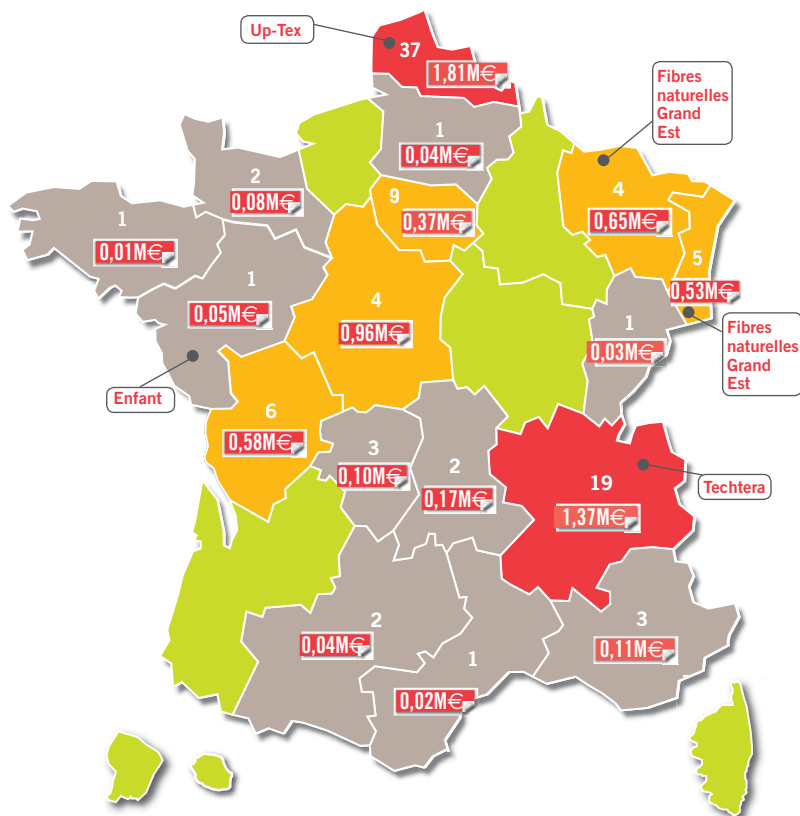 Up-Tex
37
1,81M€
Fibres
naturelles
Grand
Est
1
0,04M€
2
0,08M€
9
0,37M€
4
0,65M€
1
0,01M€
5
0,53M€
1
0,05M€
4
0,96M€
1
0,03M€
Fibres
naturelles
Grand
Est
Enfant
6
0,58M€
3
0,10M€
2
0,17M€
19
1,37M€
Techtera
2
0,04M€
1
0,02M€
3
0,11M€